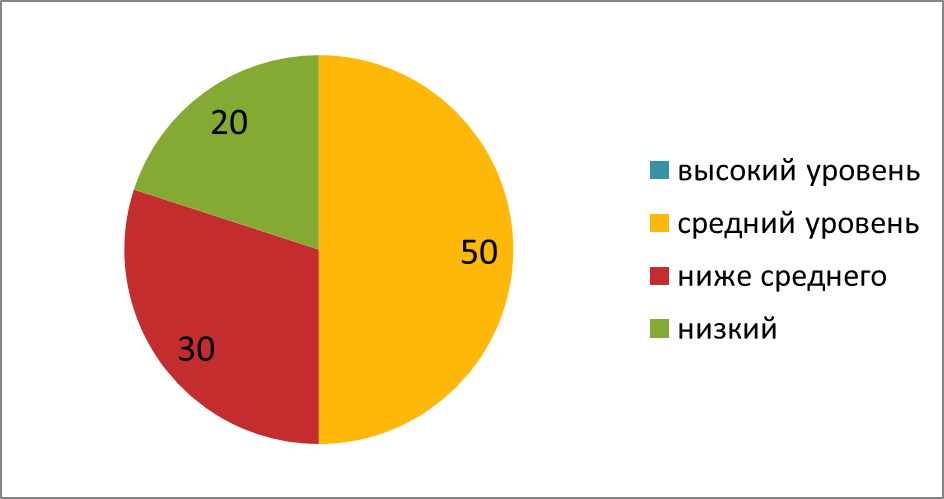 20
50
30
высокий уровень
средний уровень
ниже среднего
низкий